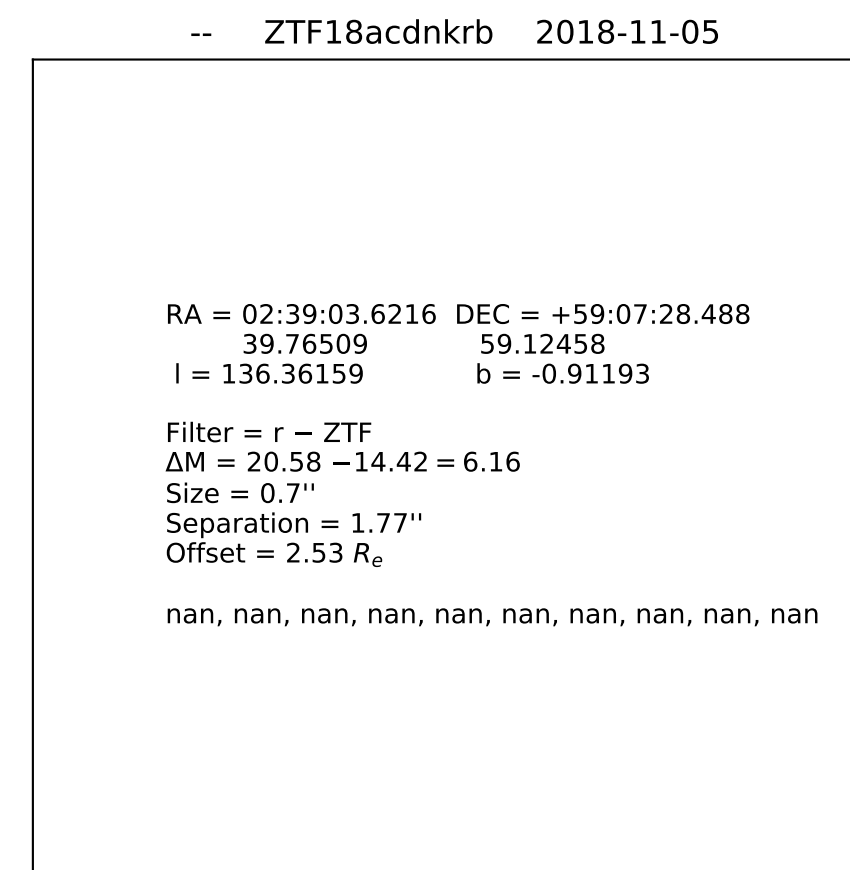 -- ZTF18acdnkrb 2018-11-05
RA = 02:39:03.6216 DEC = +59:07:28.488
39.76509 59.12458
l = 136.36159 b = -0.91193
Filter = r − ZTF
ΔM = 20.58 −14.42 = 6.16
Size = 0.7''
Separation = 1.77''
Offset = 2.53 Re
nan, nan, nan, nan, nan, nan, nan, nan, nan, nan